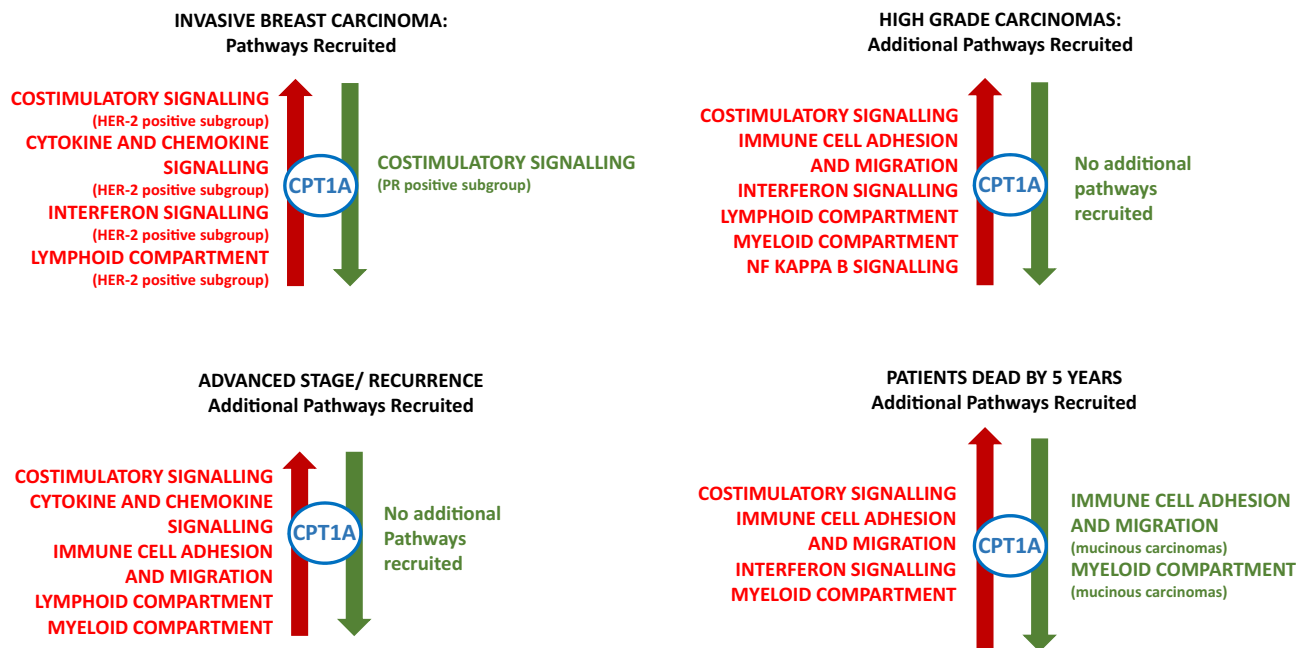 INVASIVE BREAST CARCINOMA:
Pathways Recruited
COSTIMULATORY SIGNALLING
(HER-2 positive subgroup)
CYTOKINE AND CHEMOKINE
SIGNALLING
(HER-2 positive subgroup)
INTERFERON SIGNALLING
(HER-2 positive subgroup)
LYMPHOID COMPARTMENT
(HER-2 positive subgroup)
CPT1A
COSTIMULATORY SIGNALLING
(PR positive subgroup)
HIGH GRADE CARCINOMAS:
Additional Pathways Recruited
COSTIMULATORY SIGNALLING
IMMUNE CELL ADHESION
AND MIGRATION
INTERFERON SIGNALLING
LYMPHOID COMPARTMENT
MYELOID COMPARTMENT
NF KAPPA B SIGNALLING
CPT1A
No additional
pathways
recruited
ADVANCED STAGE/ RECURRENCE
Additional Pathways Recruited
COSTIMULATORY SIGNALLING
CYTOKINE AND CHEMOKINE
SIGNALLING
IMMUNE CELL ADHESION
AND MIGRATION
LYMPHOID COMPARTMENT
MYELOID COMPARTMENT
CPT1A
No additional
Pathways
recruited
PATIENTS DEAD BY 5 YEARS
Additional Pathways Recruited
COSTIMULATORY SIGNALLING
IMMUNE CELL ADHESION
AND MIGRATION
INTERFERON SIGNALLING
MYELOID COMPARTMENT
CPT1A
IMMUNE CELL ADHESION
AND MIGRATION
(mucinous carcinomas)
MYELOID COMPARTMENT
(mucinous carcinomas)